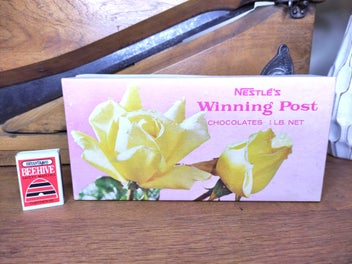 NESTLÉ'S
Winning Post
CHOCOLATES 1 LB. NET
BEEHIVE